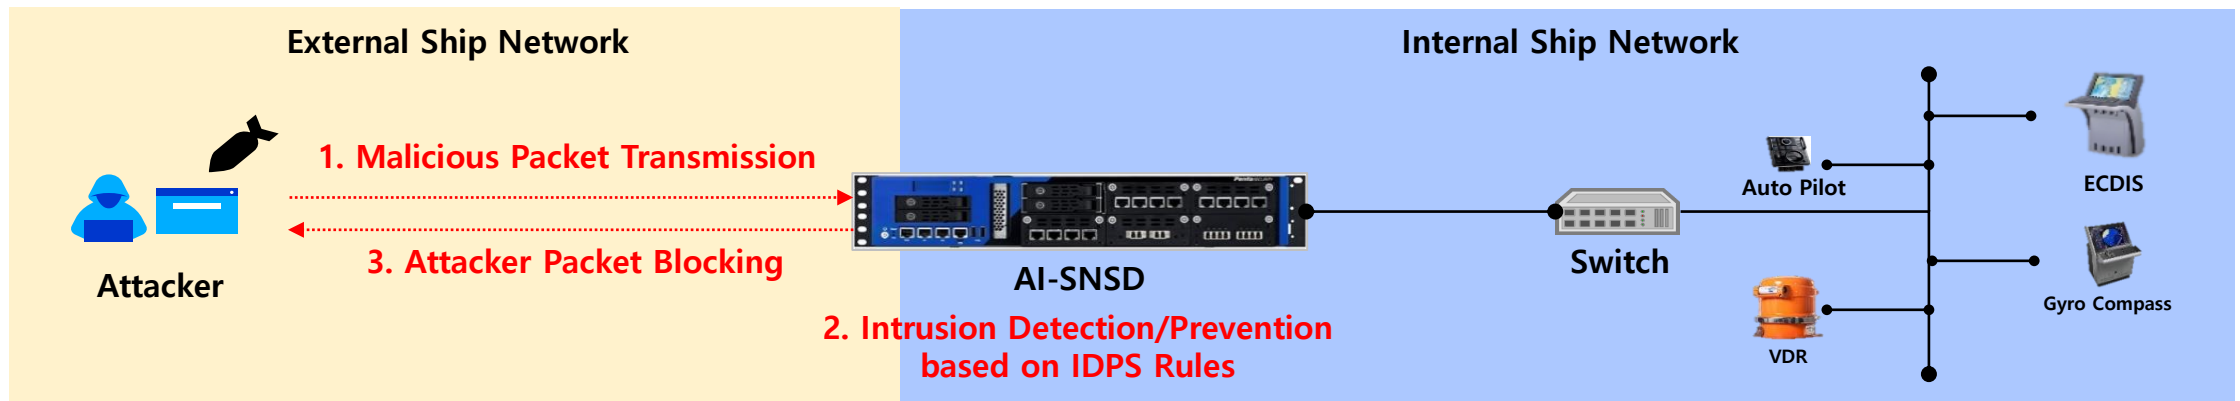 External Ship Network
Internal Ship Network
1. Malicious Packet Transmission
3. Attacker Packet Blocking
Attacker
AI-SNSD
2. Intrusion Detection/Prevention
based on IDPS Rules
Switch
Auto Pilot
ECDIS
Gyro Compass
VDR